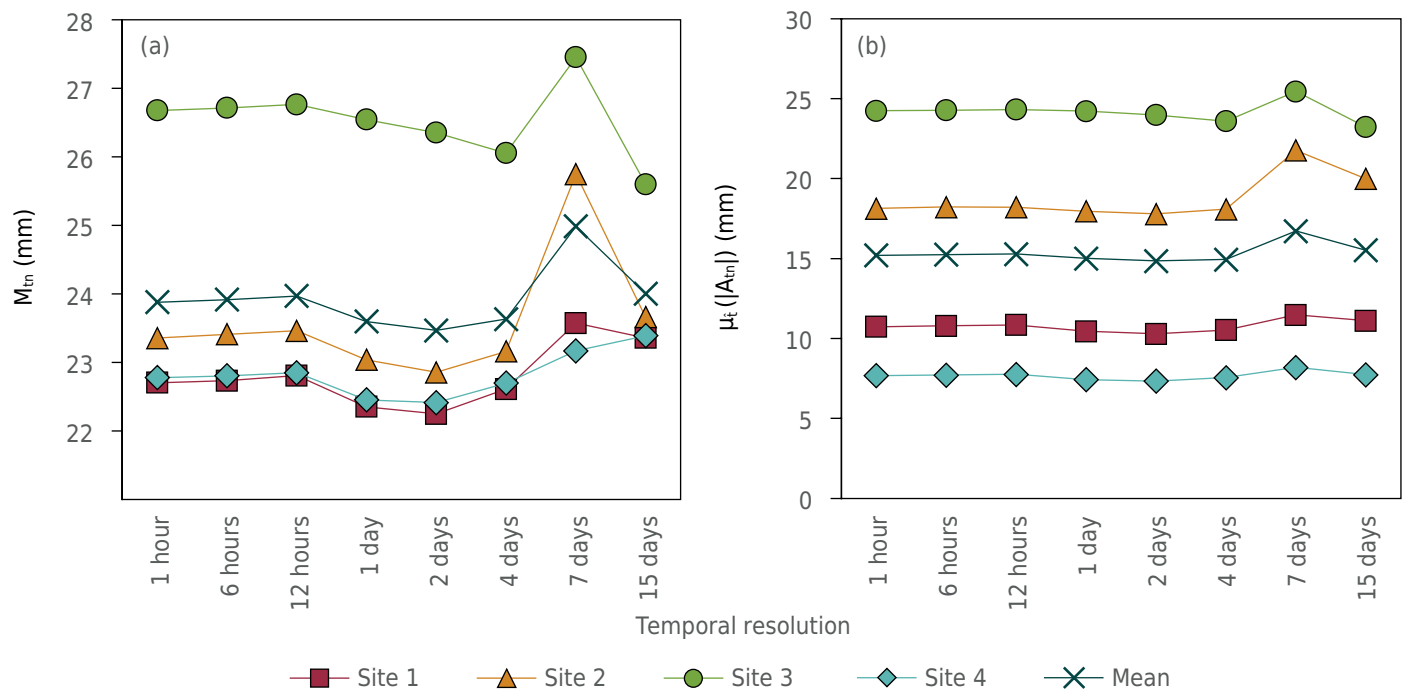 (a)
28
27
26
25
24
23
22
M_tn (mm)
1 hour
6 hours
12 hours
1 day
2 days
4 days
7 days
15 days
(b)
30
25
20
15
10
5
0
μ_t̂ (|A_tn|) (mm)
1 hour
6 hours
12 hours
1 day
2 days
4 days
7 days
15 days
Temporal resolution
Site 1 Site 2 Site 3 Site 4 Mean